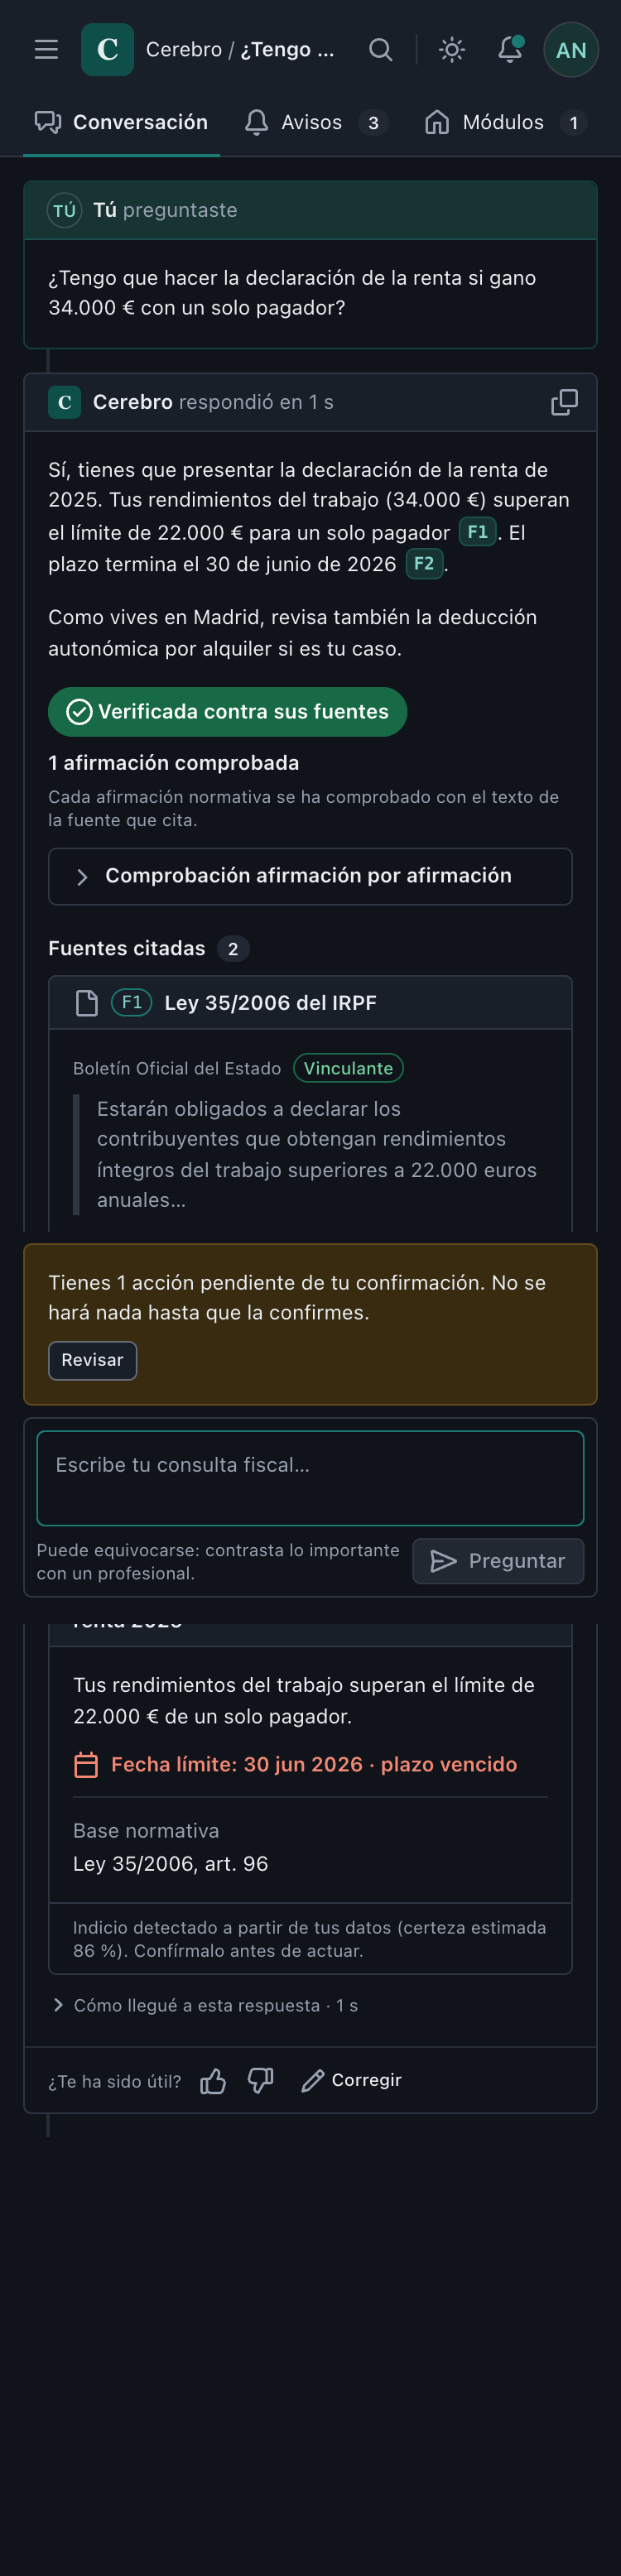 C Cerebro / ¿Tengo ... AN
Conversación Avisos 3 Módulos 1
TÚ Tú preguntaste
¿Tengo que hacer la declaración de la renta si gano
34.000 € con un solo pagador?
C Cerebro respondió en 1 s
Sí, tienes que presentar la declaración de la renta de
2025. Tus rendimientos del trabajo (34.000 €) superan
el límite de 22.000 € para un solo pagador F1. El
plazo termina el 30 de junio de 2026 F2.
Como vives en Madrid, revisa también la deducción
autonómica por alquiler si es tu caso.
Verificada contra sus fuentes
1 afirmación comprobada
Cada afirmación normativa se ha comprobado con el texto de
la fuente que cita.
Comprobación afirmación por afirmación
Fuentes citadas 2
F1 Ley 35/2006 del IRPF
Boletín Oficial del Estado Vinculante
Estarán obligados a declarar los
contribuyentes que obtengan rendimientos
íntegros del trabajo superiores a 22.000 euros
anuales...
Tienes 1 acción pendiente de tu confirmación. No se
hará nada hasta que la confirmes.
Revisar
Escribe tu consulta fiscal...
Puede equivocarse: contrasta lo importante
con un profesional.
Preguntar
Tus rendimientos del trabajo superan el límite de
22.000 € de un solo pagador.
Fecha límite: 30 jun 2026 · plazo vencido
Base normativa
Ley 35/2006, art. 96
Indicio detectado a partir de tus datos (certeza estimada
86 %). Confírmalo antes de actuar.
Cómo llegué a esta respuesta · 1 s
¿Te ha sido útil? Corregir